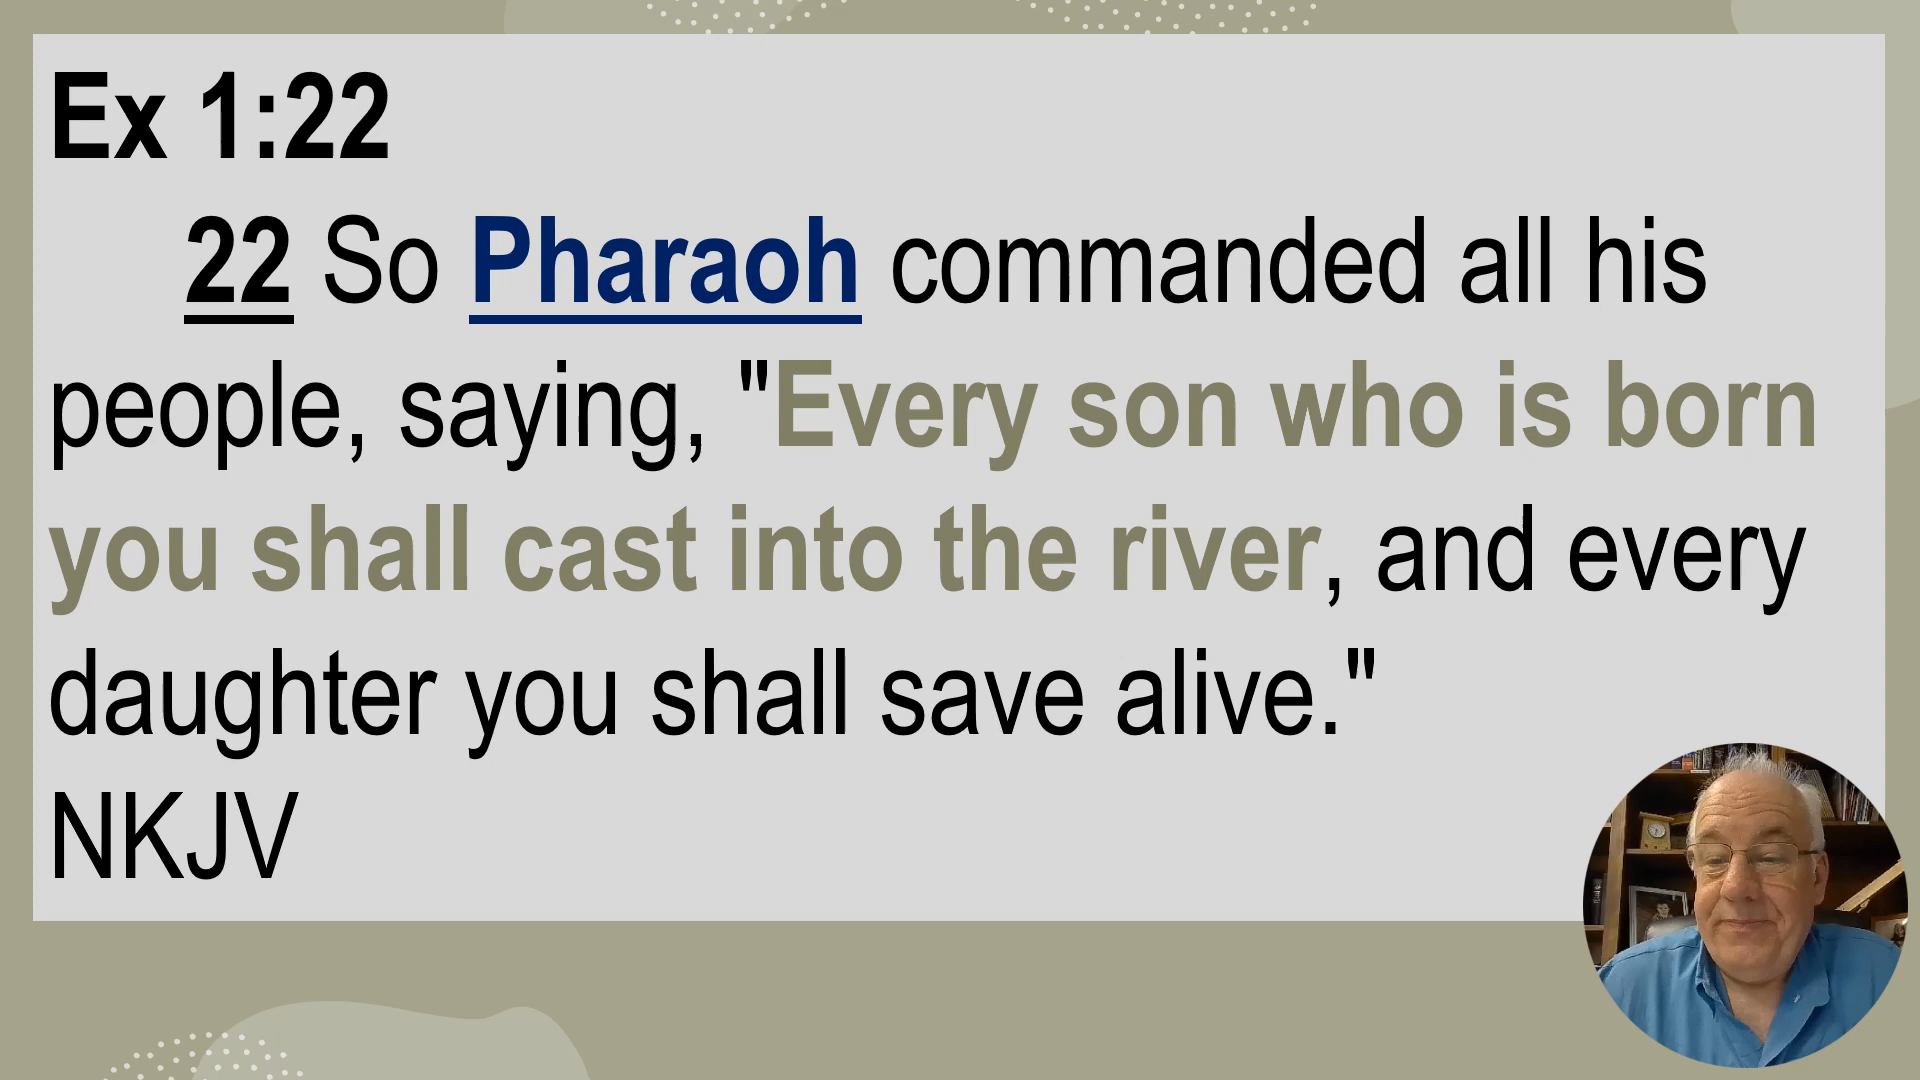 Ex 1:22
22 So Pharaoh commanded all his
people, saying, "Every son who is born
you shall cast into the river, and every
daughter you shall save alive."
NKJV